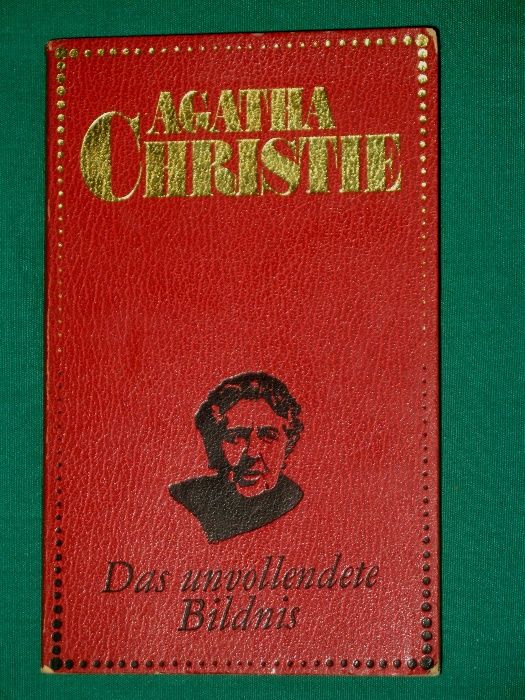 AGATHA
CHRISTIE
Das unvollendete
Bildnis